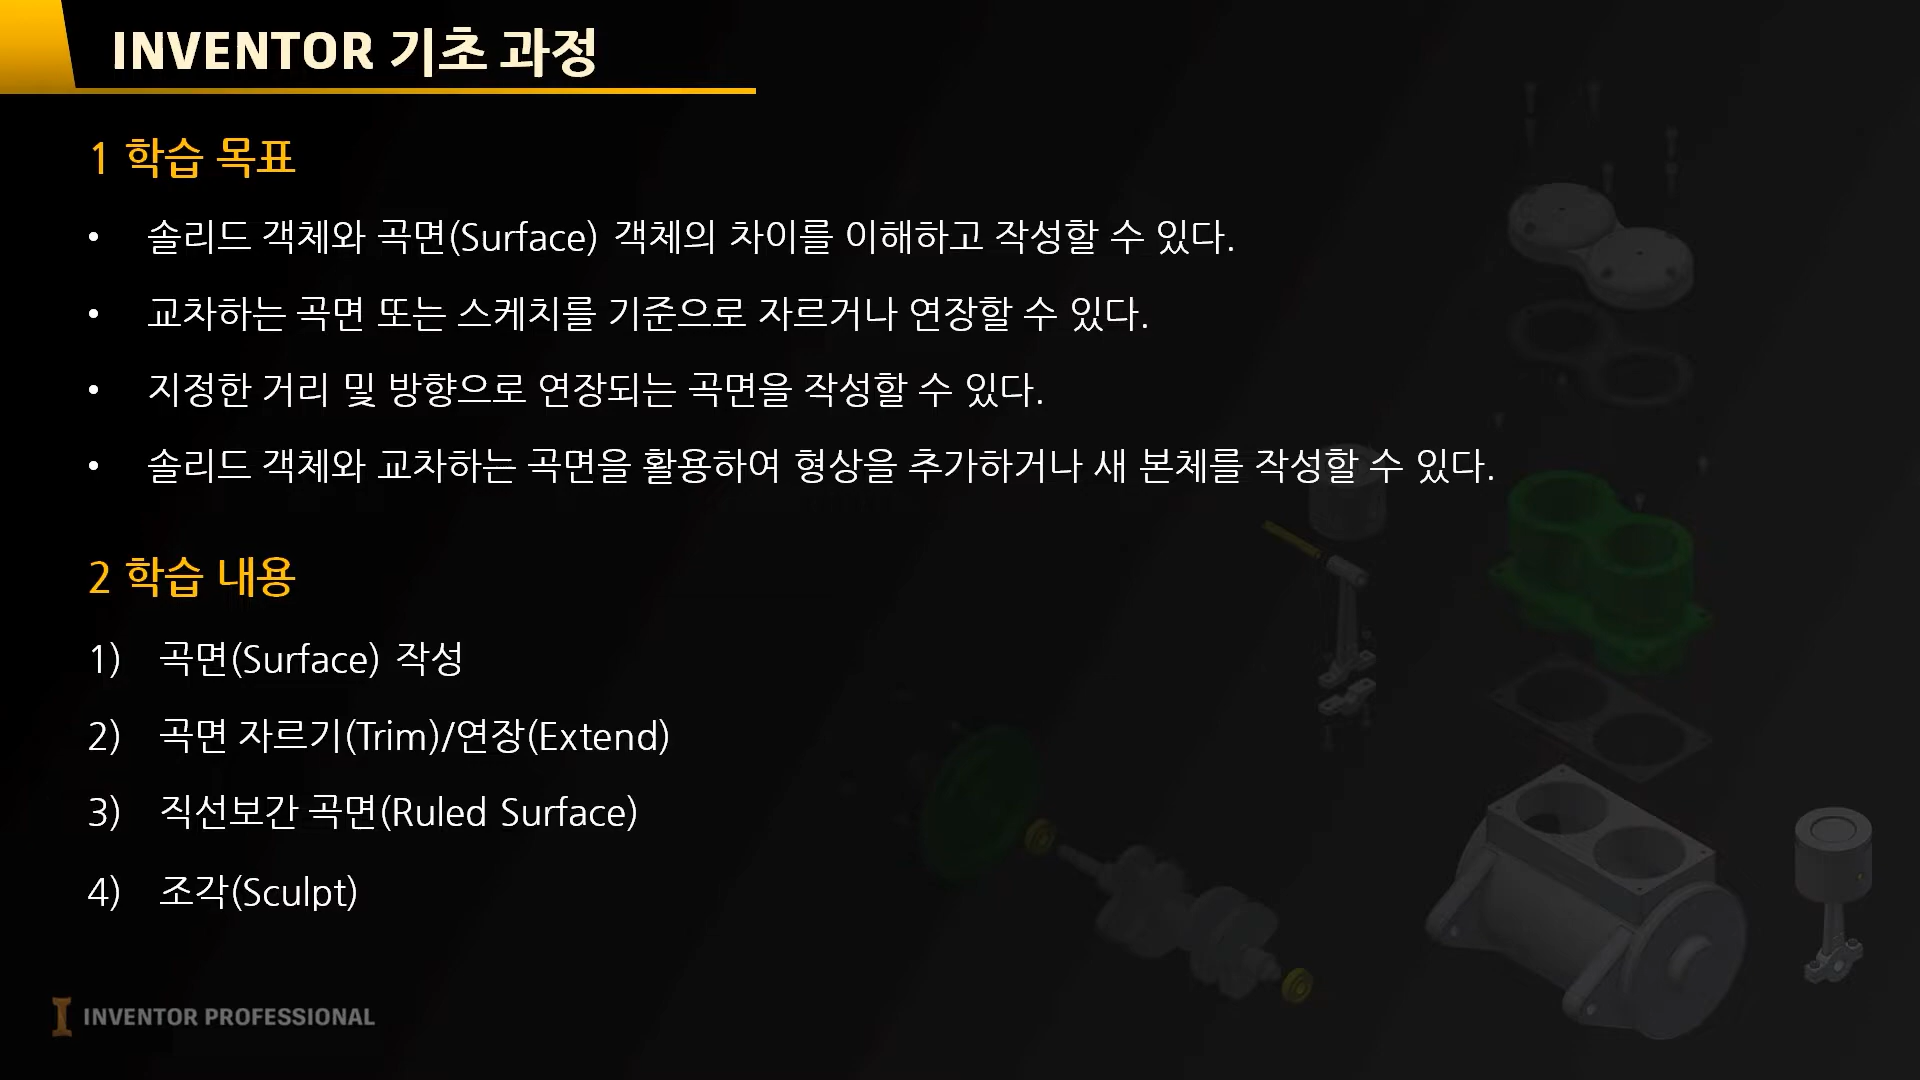 INVENTOR 기초 과정
1 학습 목표
• 솔리드 객체와 곡면(Surface) 객체의 차이를 이해하고 작성할 수 있다.
• 교차하는 곡면 또는 스케치를 기준으로 자르거나 연장할 수 있다.
• 지정한 거리 및 방향으로 연장되는 곡면을 작성할 수 있다.
• 솔리드 객체와 교차하는 곡면을 활용하여 형상을 추가하거나 새 본체를 작성할 수 있다.
2 학습 내용
1) 곡면(Surface) 작성
2) 곡면 자르기(Trim)/연장(Extend)
3) 직선보간 곡면(Ruled Surface)
4) 조각(Sculpt)
I INVENTOR PROFESSIONAL